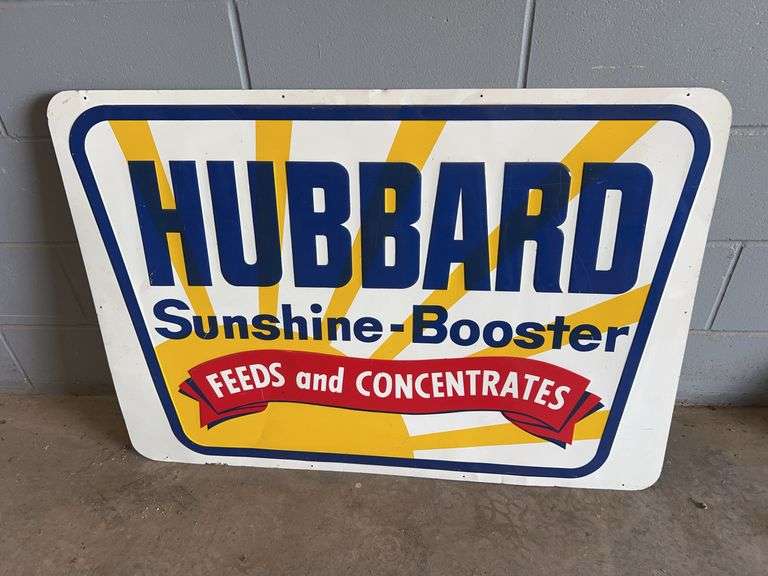 HUBBARD
Sunshine-Booster
FEEDS and CONCENTRATES